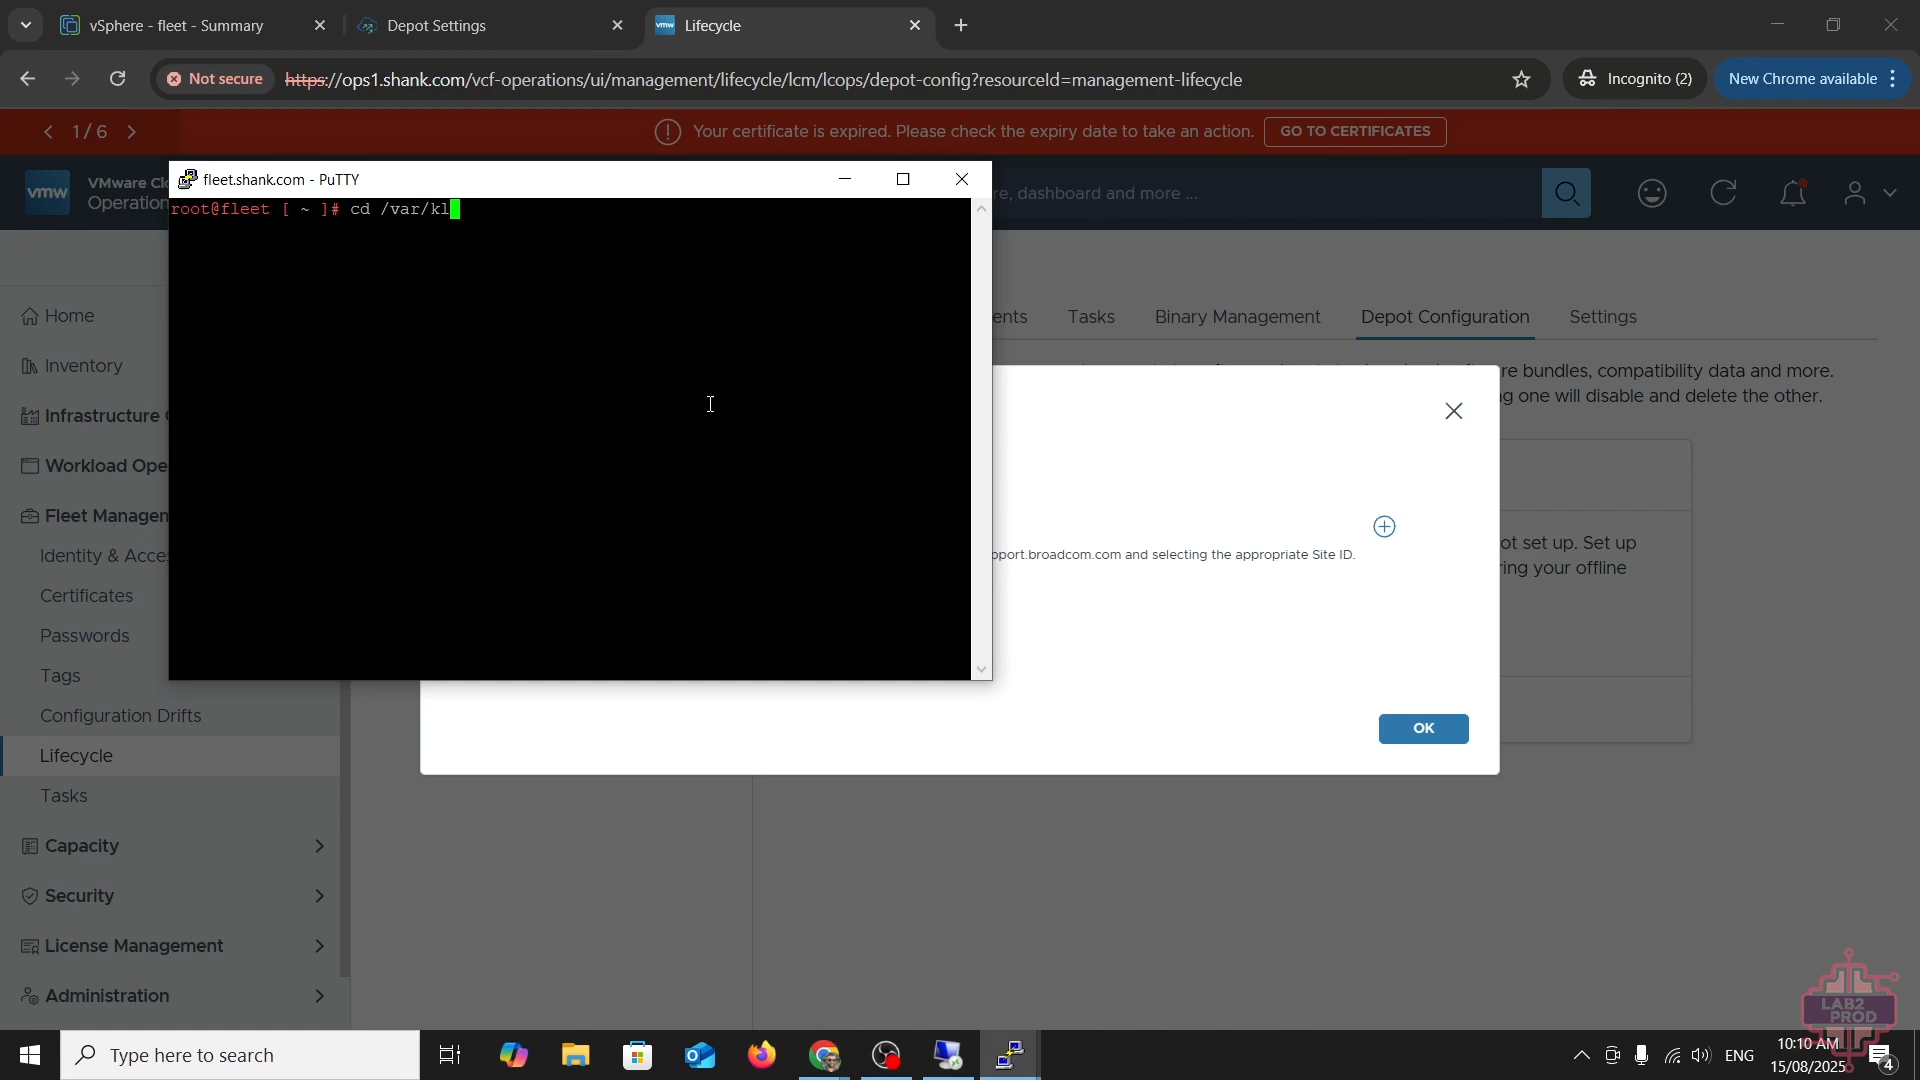 vSphere - fleet - Summary
Depot Settings
Lifecycle
Not secure
https://ops1.shank.com/vcf-operations/ui/management/lifecycle/lcm/lcops/depot-config?resourceId=management-lifecycle
Incognito (2)
New Chrome available
1 / 6
Your certificate is expired. Please check the expiry date to take an action.
GO TO CERTIFICATES
fleet.shank.com - PuTTY
root@fleet [ ~ ]# cd /var/kl
vmw
VMware Clo
Operation
re, dashboard and more ...
Home
Inventory
Infrastructure
Workload Ope
Fleet Managen
Identity & Acce
Certificates
Passwords
Tags
Configuration Drifts
Lifecycle
Tasks
Capacity
Security
License Management
Administration
ents
Tasks
Binary Management
Depot Configuration
Settings
re bundles, compatibility data and more.
g one will disable and delete the other.
ot set up. Set up
ring your offline
pport.broadcom.com and selecting the appropriate Site ID.
OK
LAB2
PROD
Type here to search
ENG
10:10 AM
15/08/2025
4